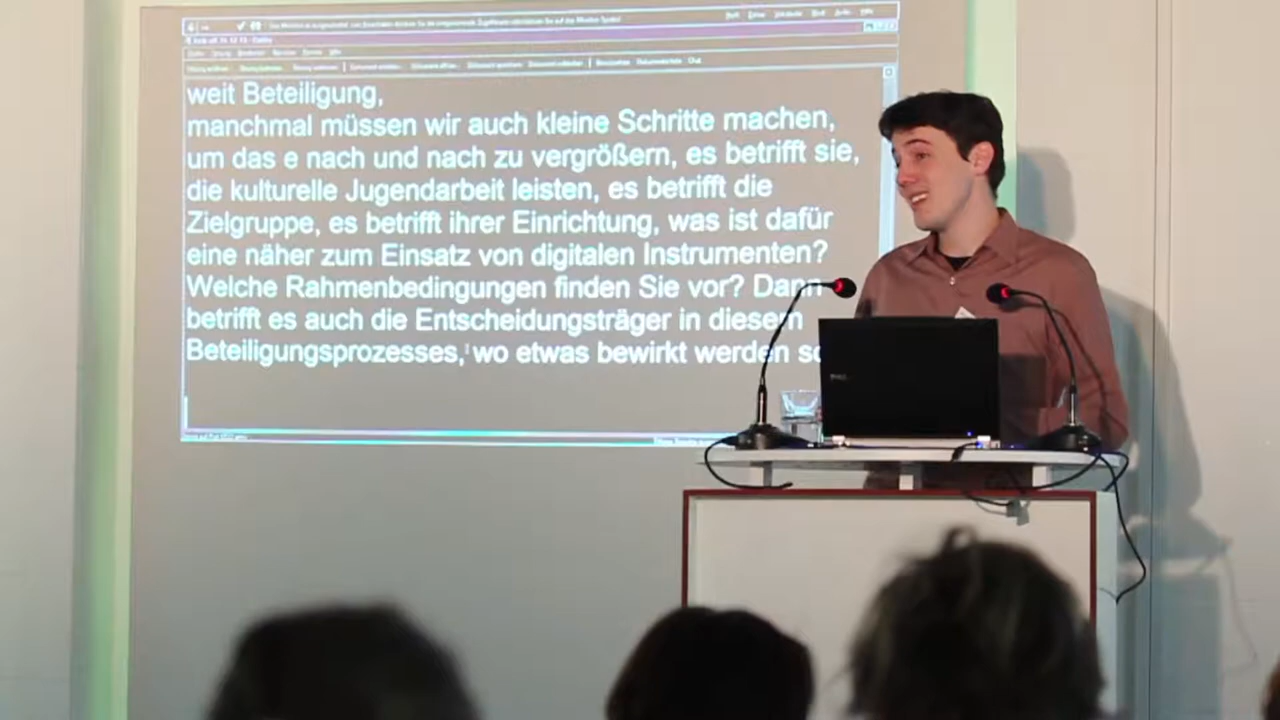 weit Beteiligung,
manchmal müssen wir auch kleine Schritte machen,
um das e nach und nach zu vergrößern, es betrifft sie,
die kulturelle Jugendarbeit leisten, es betrifft die
Zielgruppe, es betrifft ihrer Einrichtung, was ist dafür
eine näher zum Einsatz von digitalen Instrumenten?
Welche Rahmenbedingungen finden Sie vor? Dann
betrifft es auch die Entscheidungsträger in diesem
Beteiligungsprozesses, wo etwas bewirkt werden so
DELL